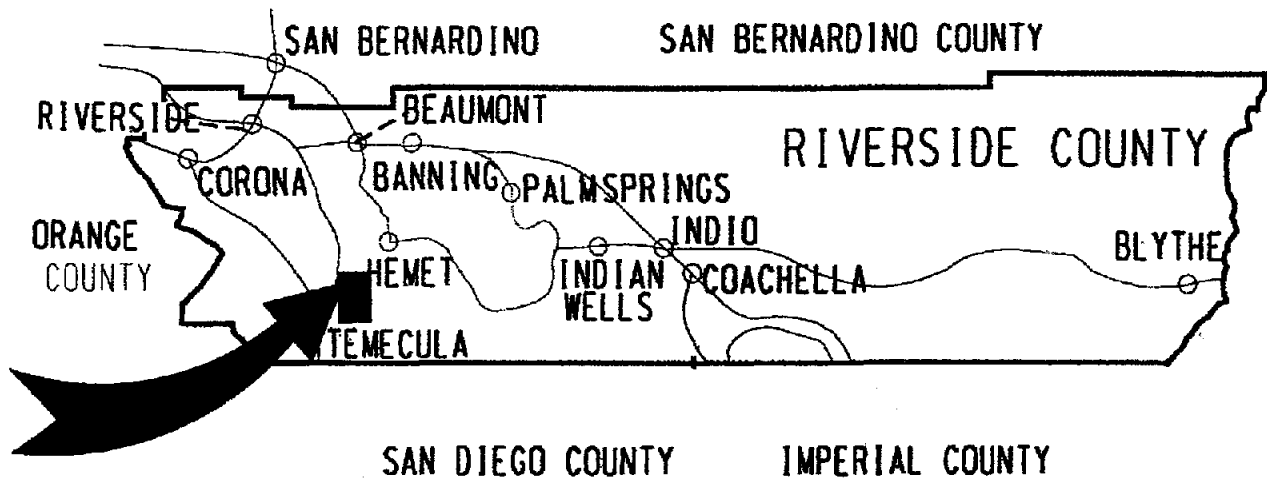 SAN BERNARDINO
SAN BERNARDINO COUNTY
RIVERSIDE
BEAUMONT
RIVERSIDE COUNTY
CORONA
BANNING
PALMSPRINGS
ORANGE
COUNTY
INDIO
BLYTHE
HEMET
INDIAN
WELLS
COACHELLA
TEMECULA
SAN DIEGO COUNTY
IMPERIAL COUNTY